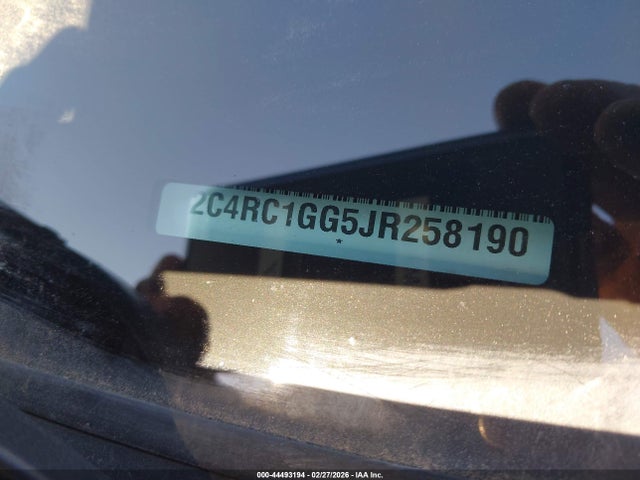 2C4RC1GG5JR258190
*
000-44493194 | 02/27/2026 | IAA Inc.